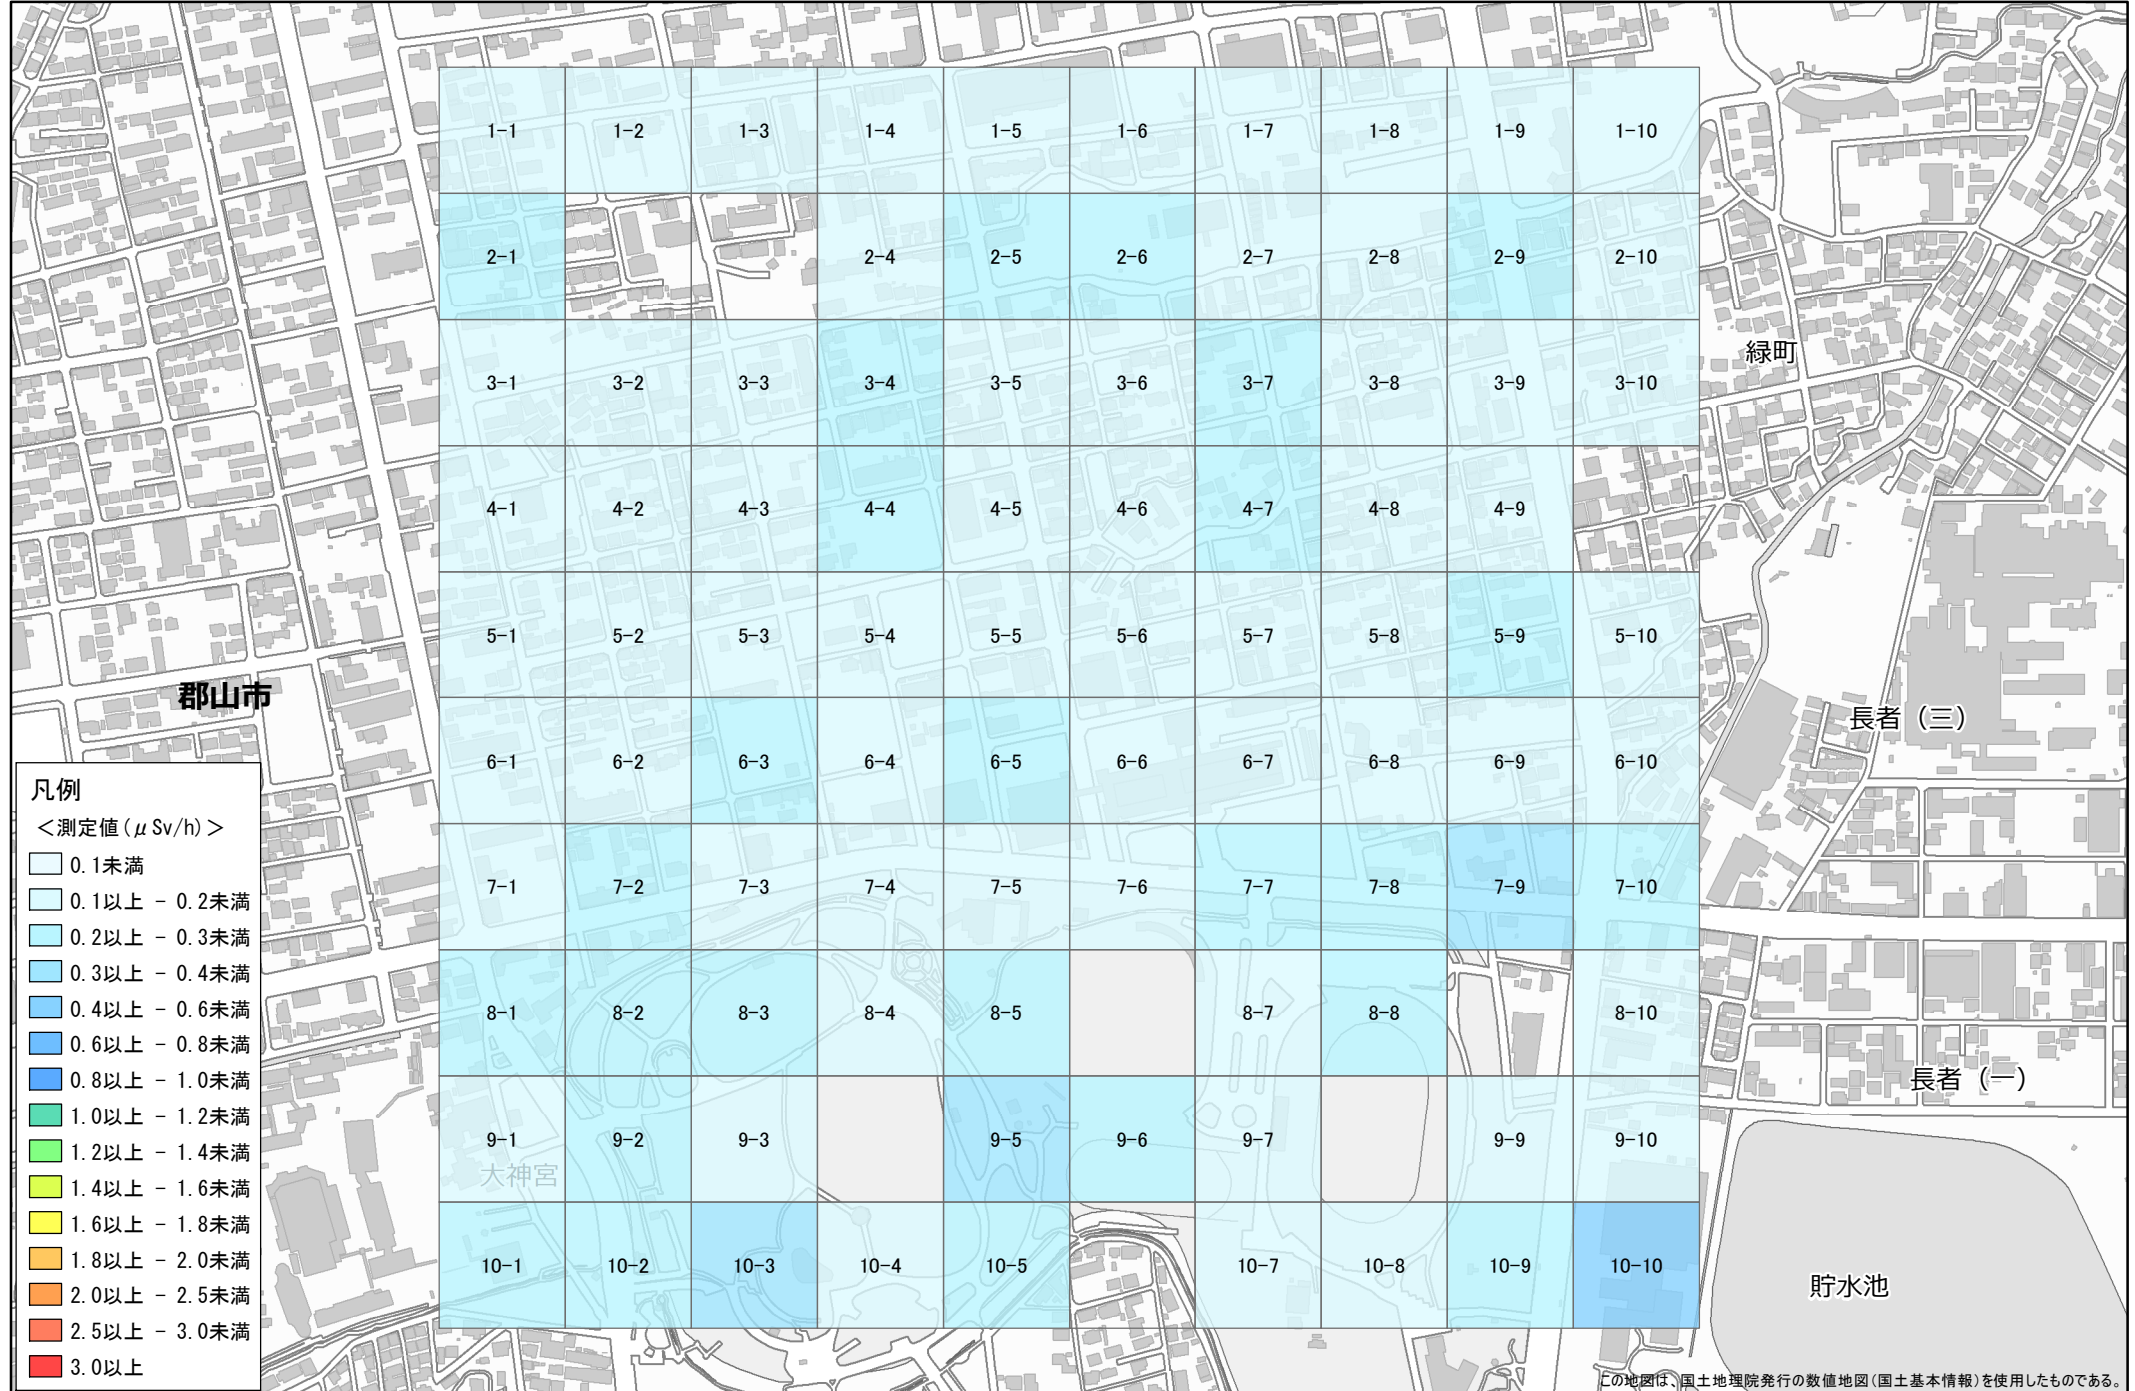 1-1 1-2 1-3 1-4 1-5 1-6 1-7 1-8 1-9 1-10
2-1 2-4 2-5 2-6 2-7 2-8 2-9 2-10
緑町
3-1 3-2 3-3 3-4 3-5 3-6 3-7 3-8 3-9 3-10
4-1 4-2 4-3 4-4 4-5 4-6 4-7 4-8 4-9
5-1 5-2 5-3 5-4 5-5 5-6 5-7 5-8 5-9 5-10
郡山市
長者（三）
6-1 6-2 6-3 6-4 6-5 6-6 6-7 6-8 6-9 6-10
7-1 7-2 7-3 7-4 7-5 7-6 7-7 7-8 7-9 7-10
8-1 8-2 8-3 8-4 8-5 8-7 8-8 8-10
長者（一）
9-1 9-2 9-3 9-5 9-6 9-7 9-9 9-10
大神宮
10-1 10-2 10-3 10-4 10-5 10-7 10-8 10-9 10-10
貯水池
凡例
＜測定値(μSv/h)＞
0.1未満
0.1以上 - 0.2未満
0.2以上 - 0.3未満
0.3以上 - 0.4未満
0.4以上 - 0.6未満
0.6以上 - 0.8未満
0.8以上 - 1.0未満
1.0以上 - 1.2未満
1.2以上 - 1.4未満
1.4以上 - 1.6未満
1.6以上 - 1.8未満
1.8以上 - 2.0未満
2.0以上 - 2.5未満
2.5以上 - 3.0未満
3.0以上
この地図は、国土地理院発行の数値地図(国土基本情報)を使用したものである。